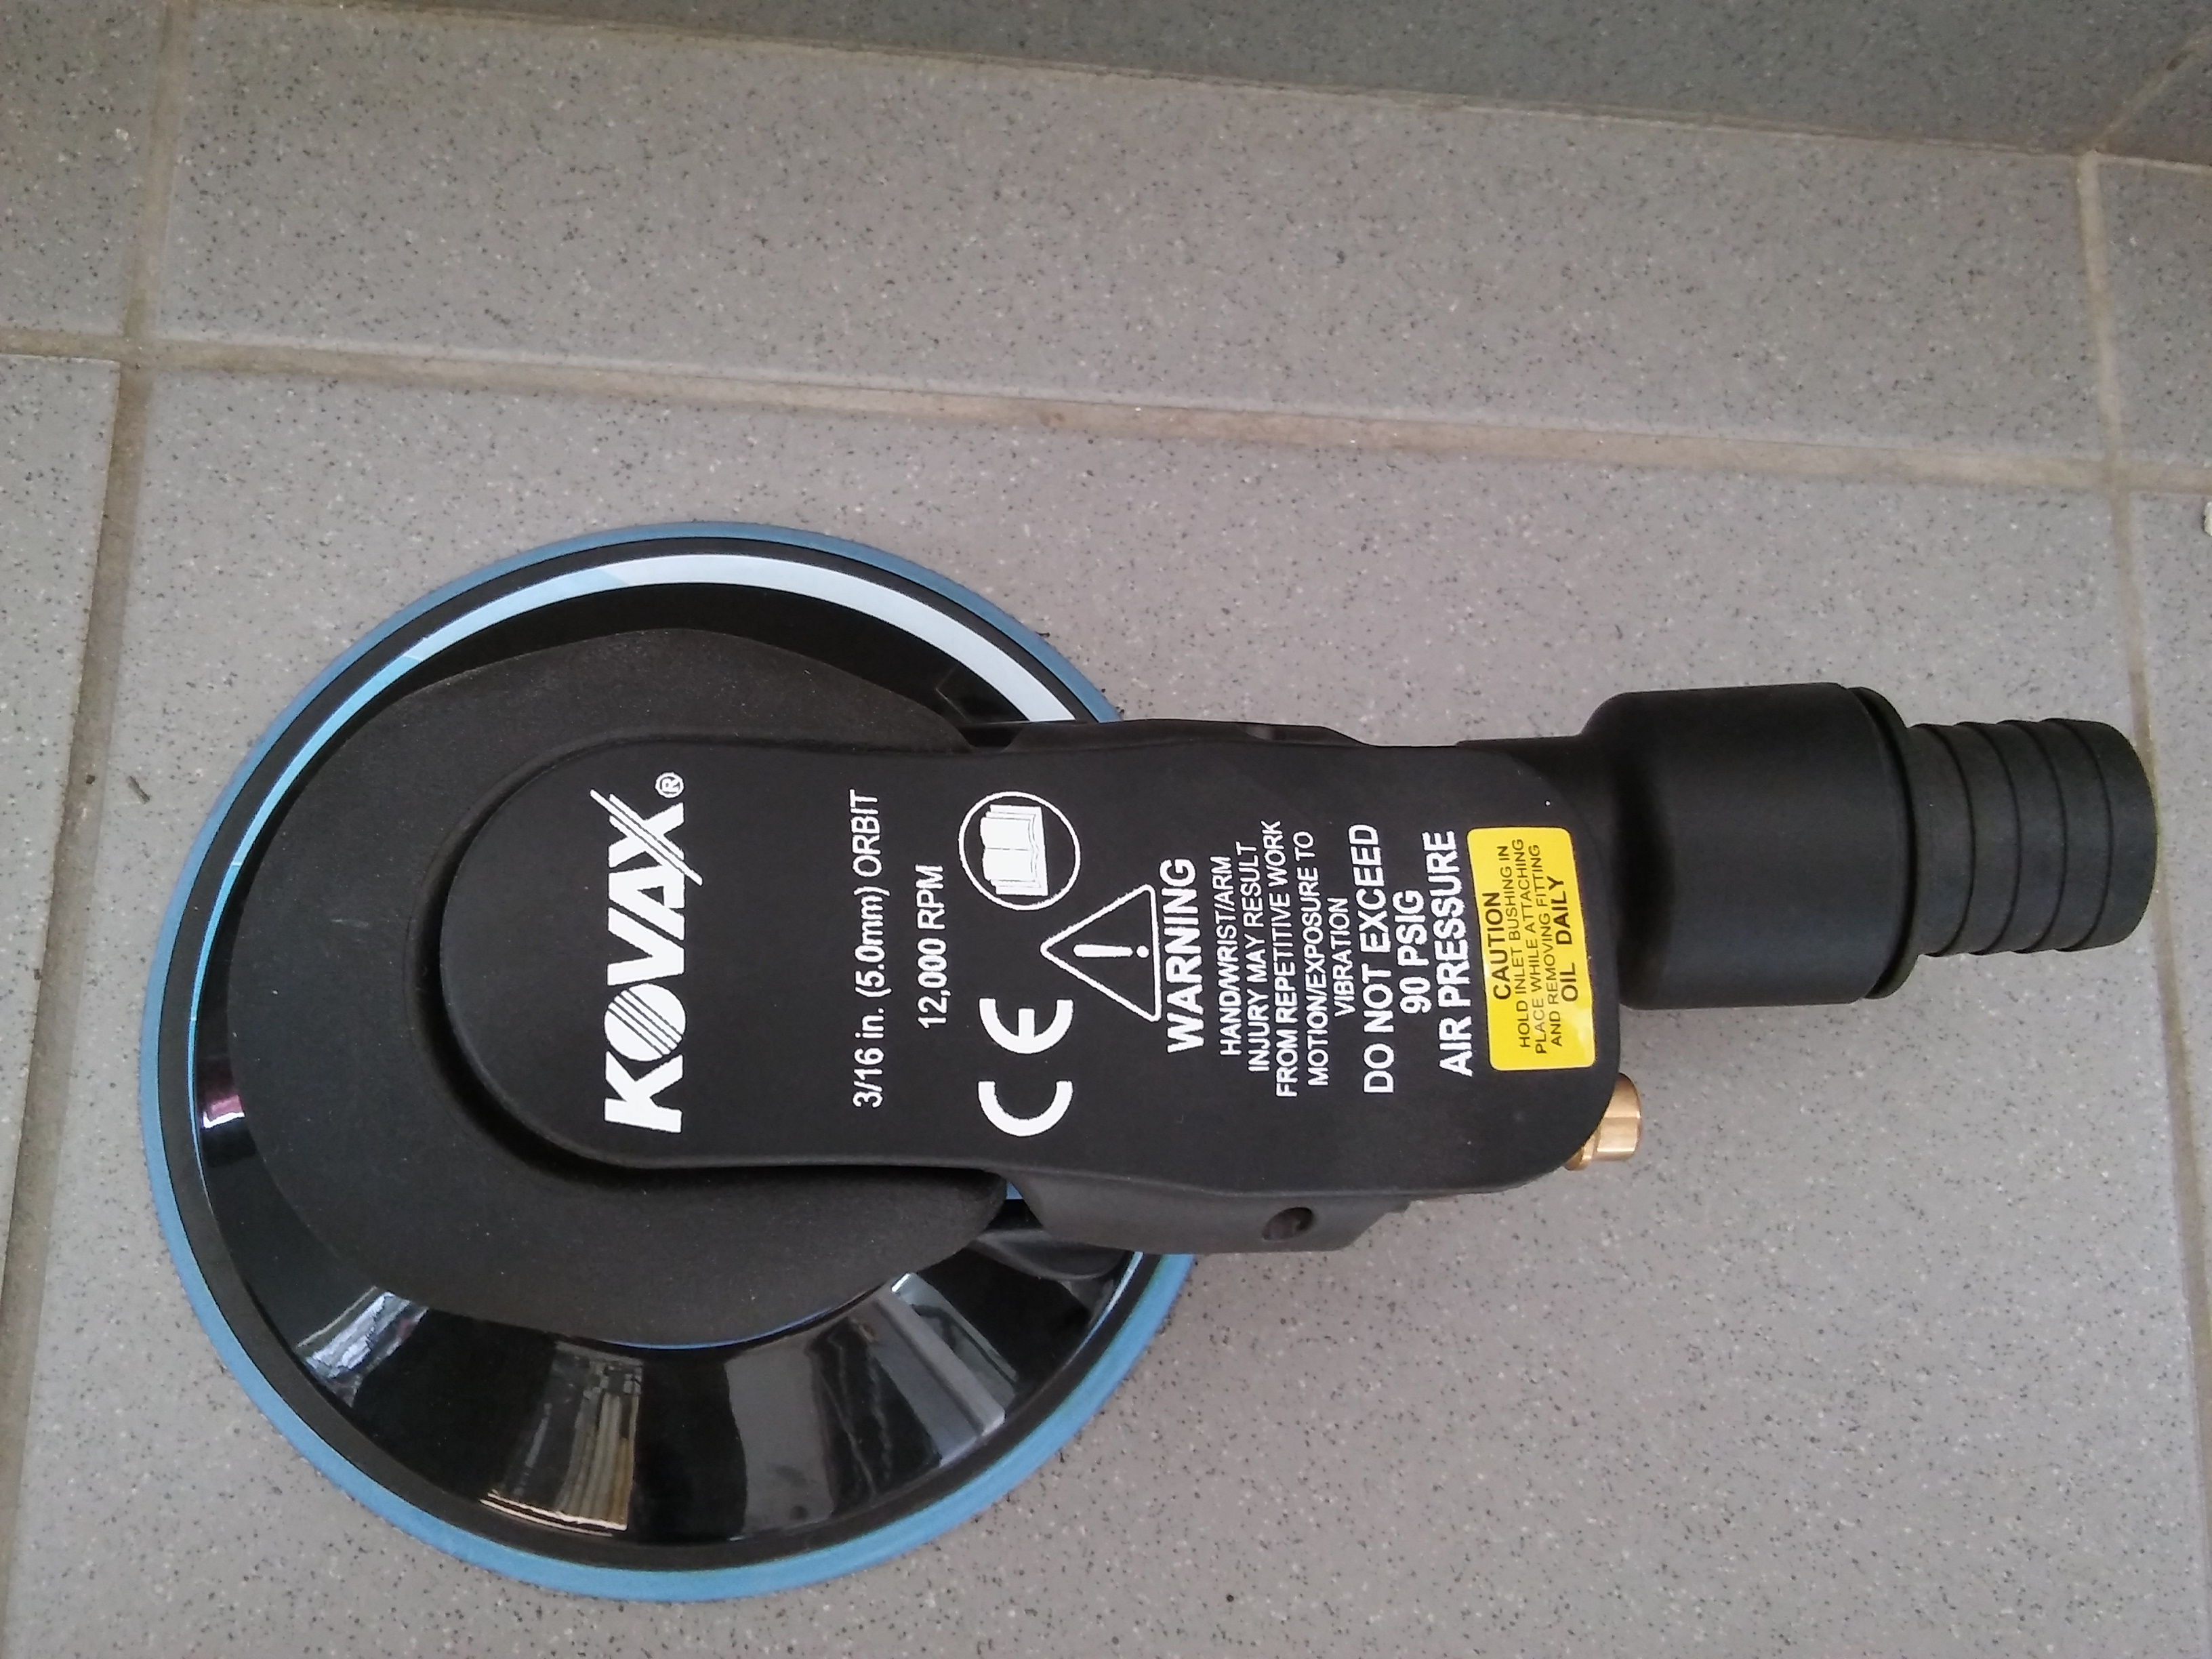 KOVAX®
3/16 in. (5.0mm) ORBIT
12,000 RPM
CE
WARNING
HAND/WRIST/ARM
INJURY MAY RESULT
FROM REPETITIVE WORK
MOTION/EXPOSURE TO
VIBRATION
DO NOT EXCEED
90 PSIG
AIR PRESSURE
CAUTION
HOLD INLET BUSHING IN
PLACE WHILE ATTACHING
AND REMOVING FITTING
OIL DAILY